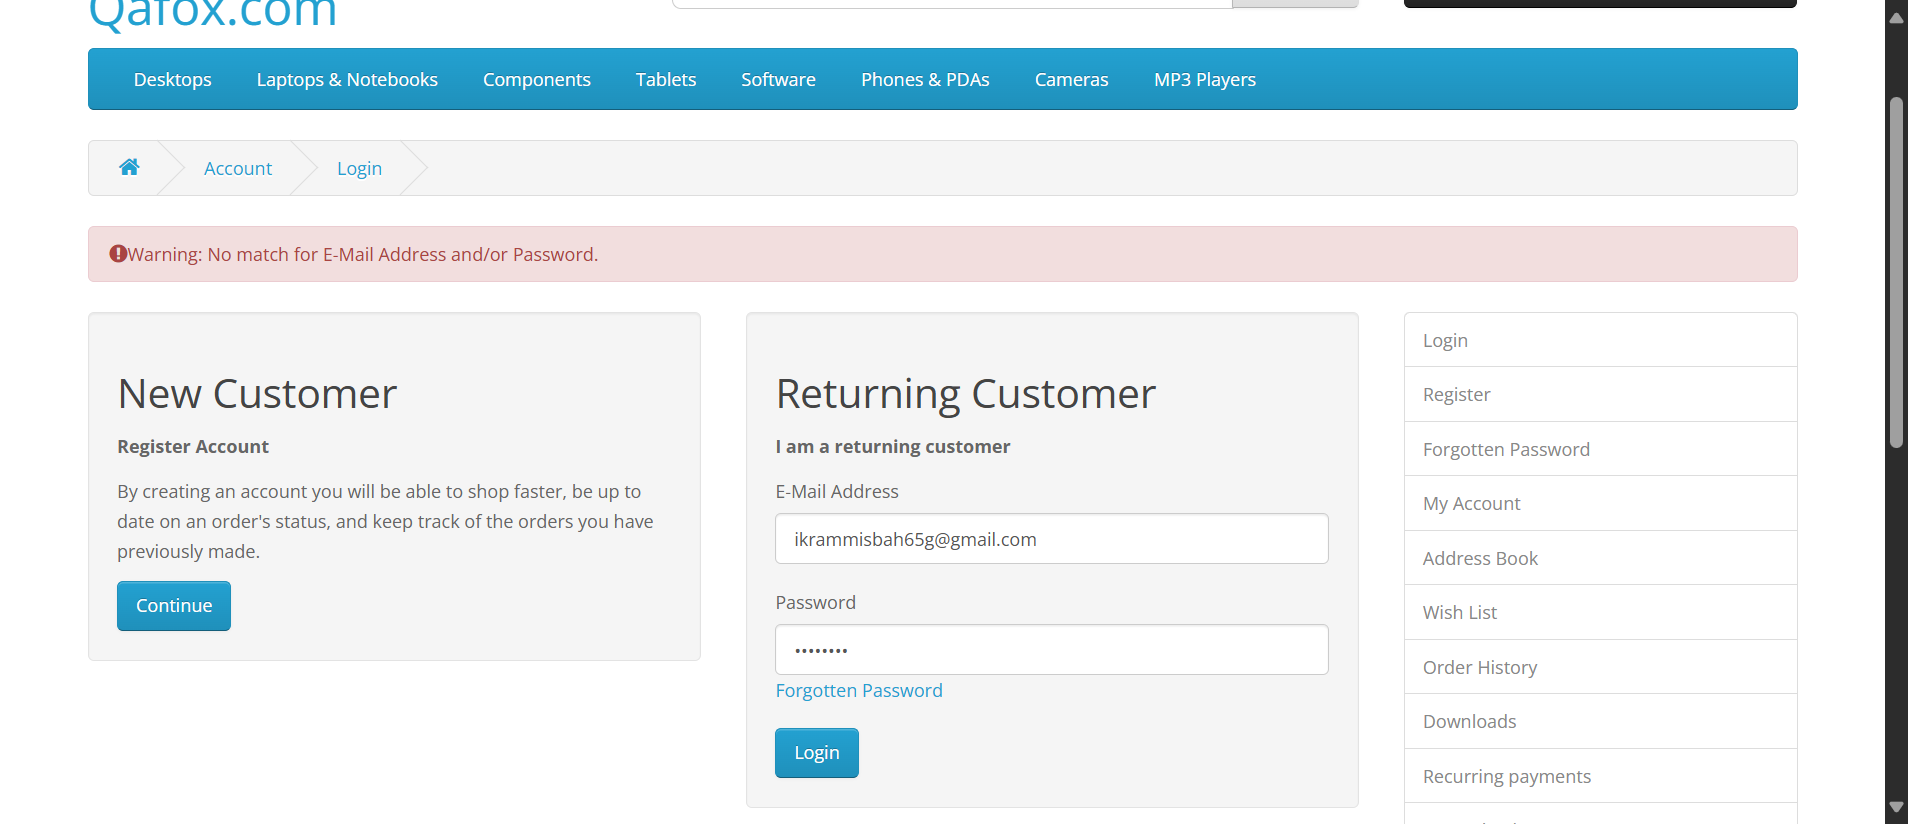 Qafox.com
Desktops Laptops & Notebooks Components Tablets Software Phones & PDAs Cameras MP3 Players
Account Login
Warning: No match for E-Mail Address and/or Password.
New Customer
Register Account
By creating an account you will be able to shop faster, be up to
date on an order's status, and keep track of the orders you have
previously made.
Continue
Returning Customer
I am a returning customer
E-Mail Address
ikrammisbah65g@gmail.com
Password
••••••••
Forgotten Password
Login
Login
Register
Forgotten Password
My Account
Address Book
Wish List
Order History
Downloads
Recurring payments